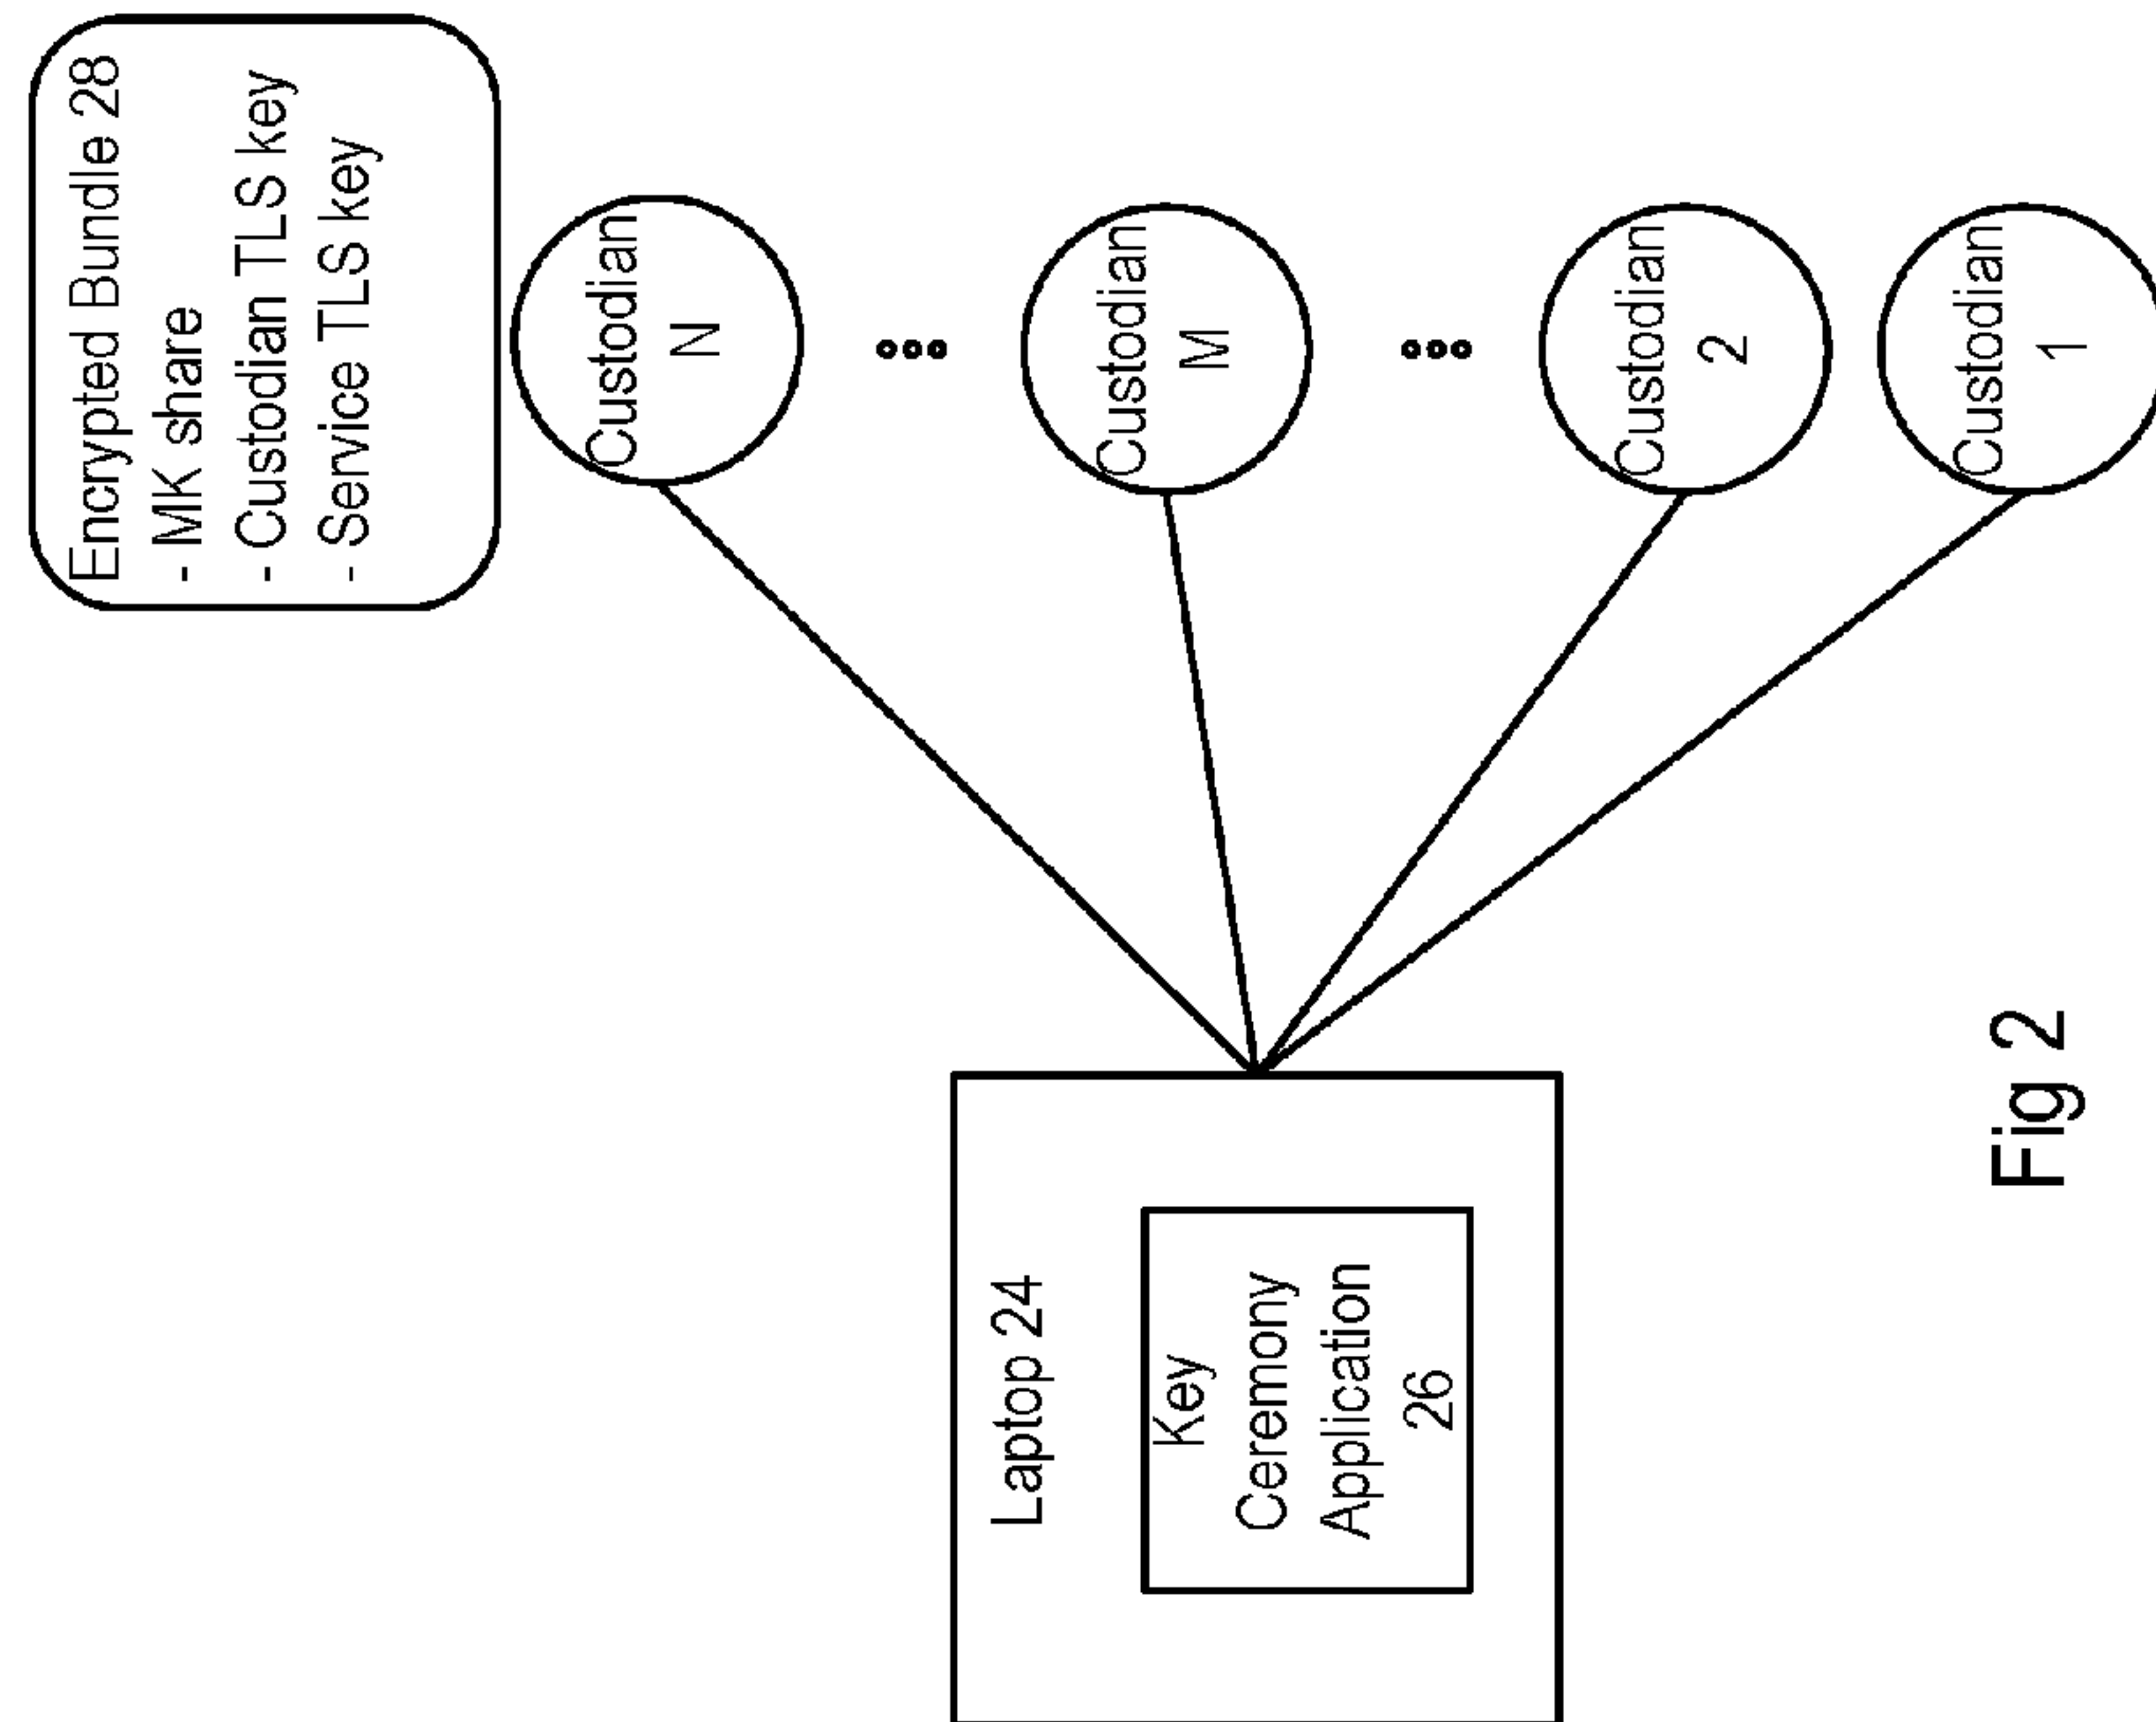 Encrypted Bundle 28
- MK share
- Custodian TLS key
- Service TLS key
Custodian
N
Custodian
M
Custodian
2
Custodian
1
Laptop 24
Key
Ceremony
Application
26
Fig 2